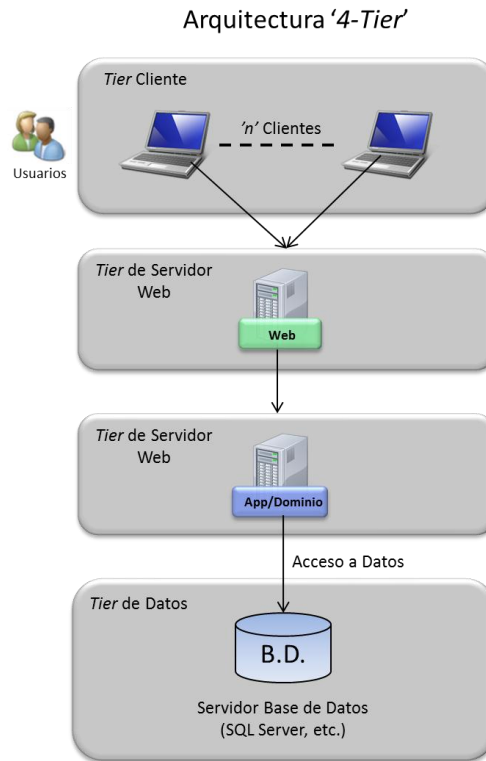 Arquitectura ‘4-Tier’
Tier Cliente
’n’ Clientes
Usuarios
Tier de Servidor
Web
Web
Tier de Servidor
Web
App/Dominio
Acceso a Datos
Tier de Datos
B.D.
Servidor Base de Datos
(SQL Server, etc.)